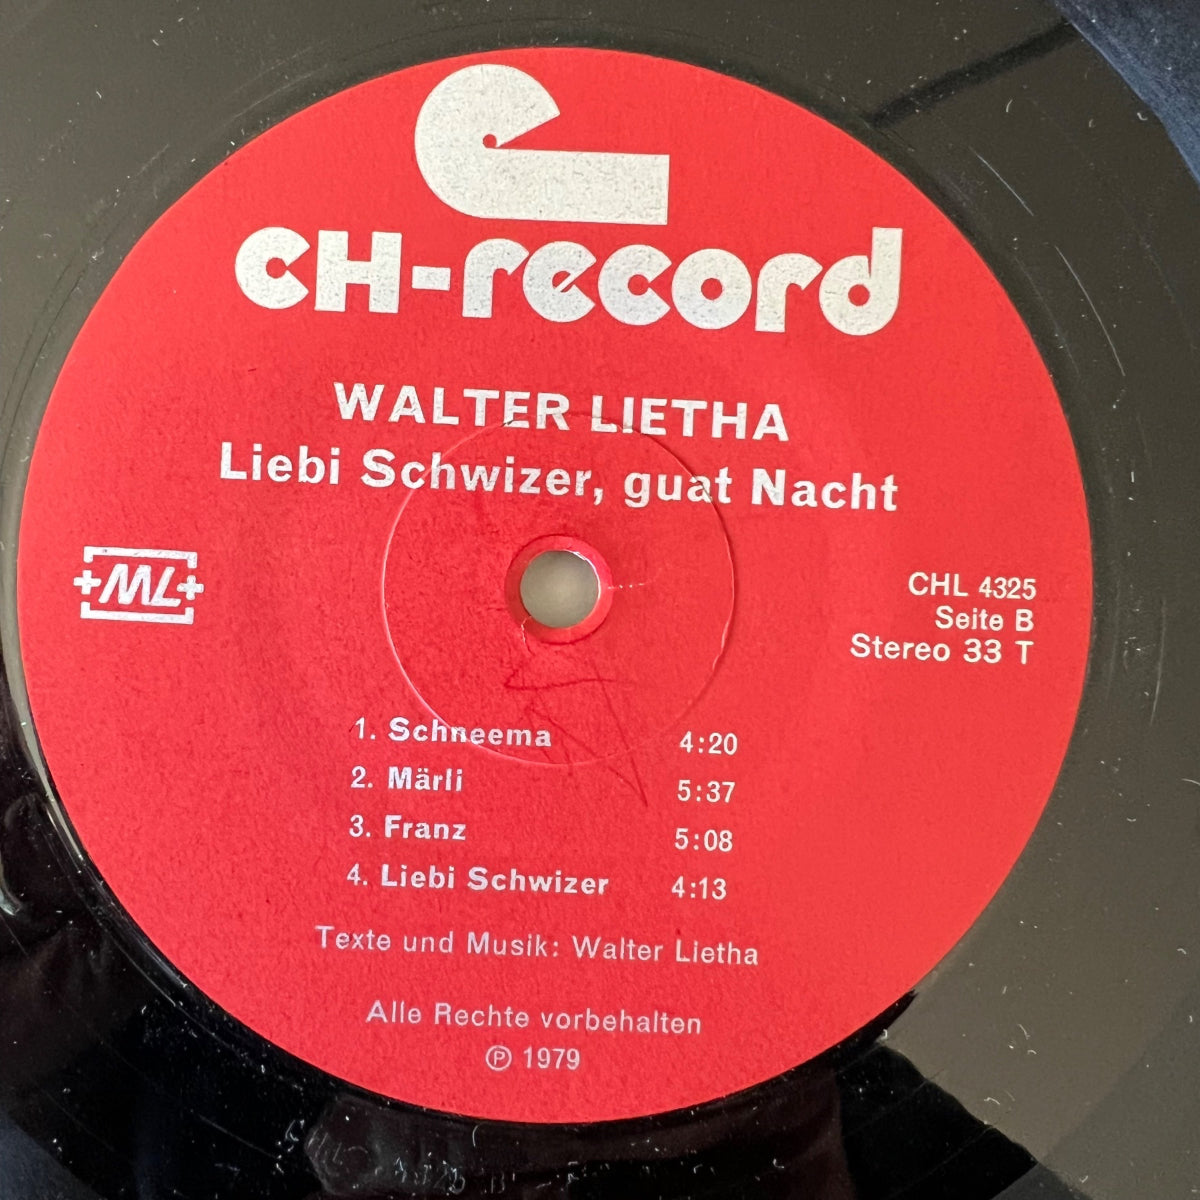 CH-record
WALTER LIETHA
Liebi Schwizer, guat Nacht
+ML+
CHL 4325
Seite B
Stereo 33 T
1. Schneema 4:20
2. Märli 5:37
3. Franz 5:08
4. Liebi Schwizer 4:13
Texte und Musik: Walter Lietha
Alle Rechte vorbehalten
℗ 1979